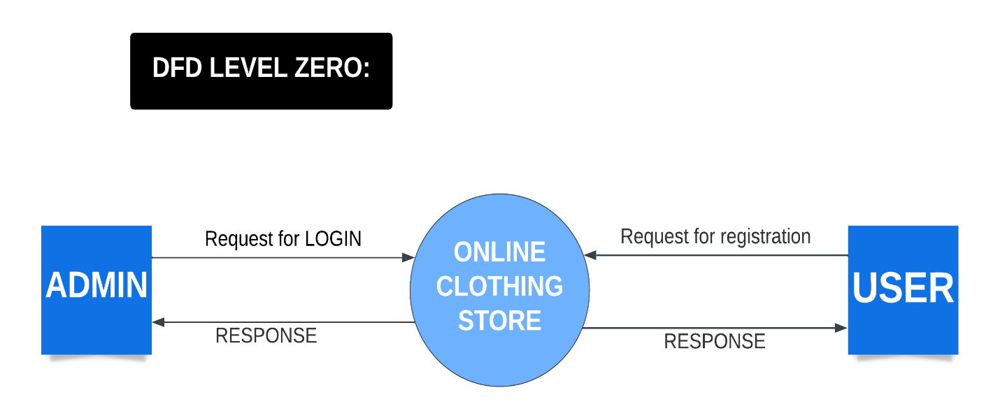 DFD LEVEL ZERO:
Request for LOGIN
Request for registration
ADMIN
ONLINE
CLOTHING
STORE
USER
RESPONSE
RESPONSE